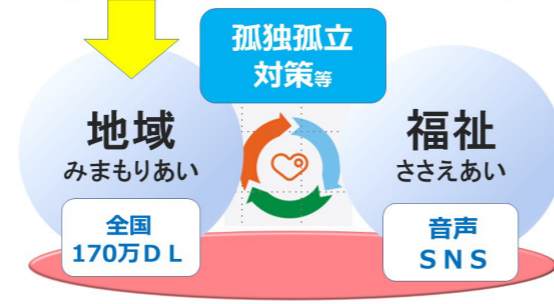 孤独孤立
対策等
地域
みまもりあい
全国
170万ＤＬ
福祉
ささえあい
音声
ＳＮＳ